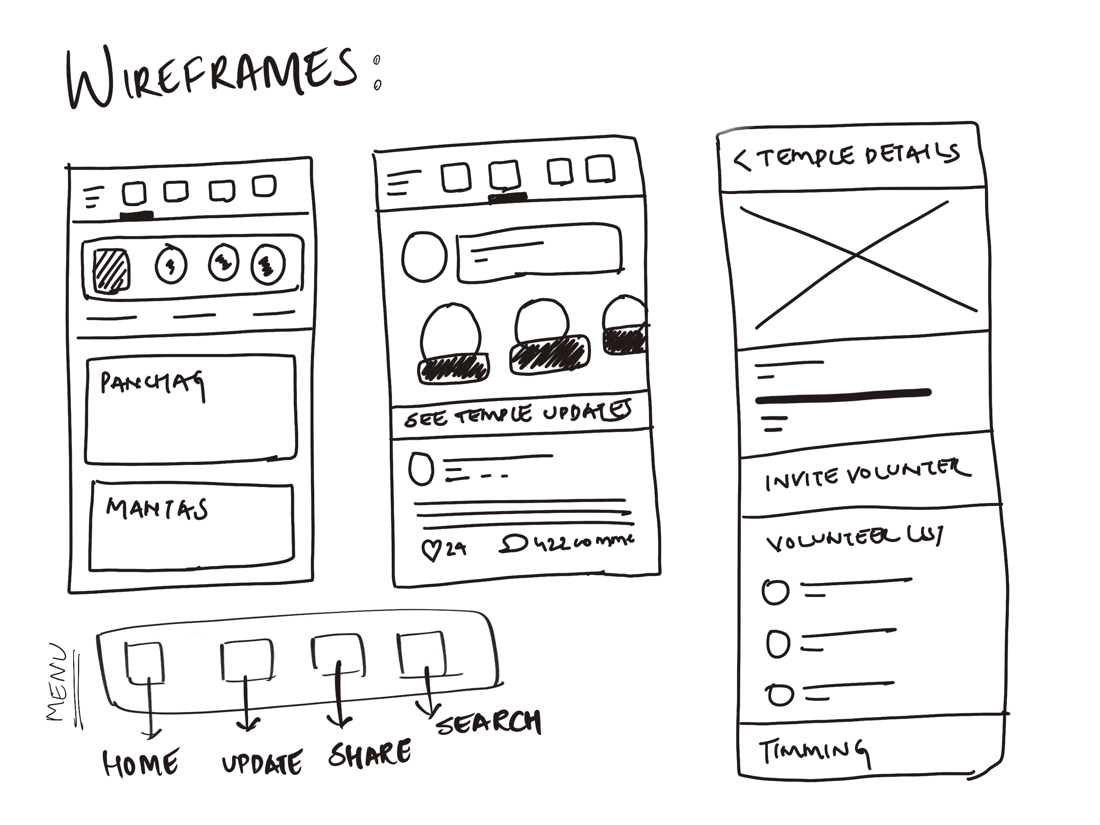 WIREFRAMES:
PANCHAG
MANTAS
SEE TEMPLE UPDATES
24
422 comme
< TEMPLE DETAILS
INVITE VOLUNTER
VOLUNTEER LIST
TIMMING
MENU
HOME
UPDATE
SHARE
SEARCH